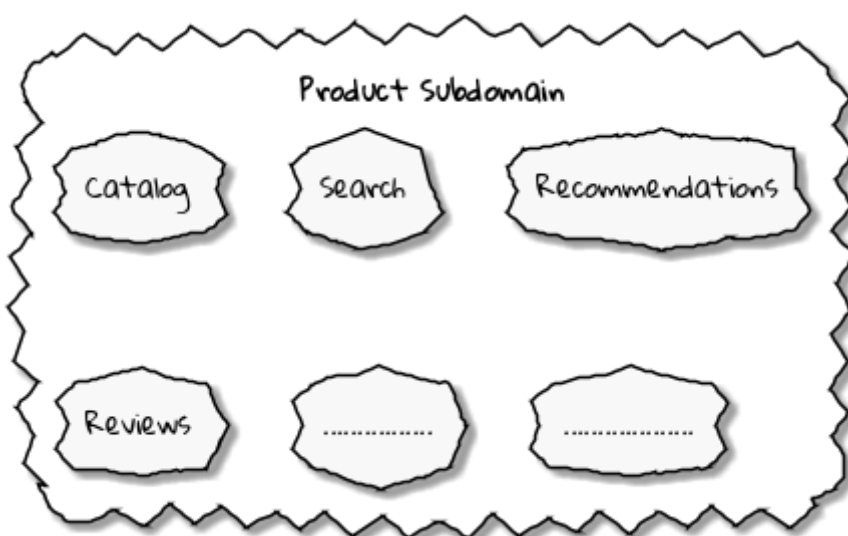 Product Subdomain
Catalog
Search
Recommendations
Reviews
................
..................